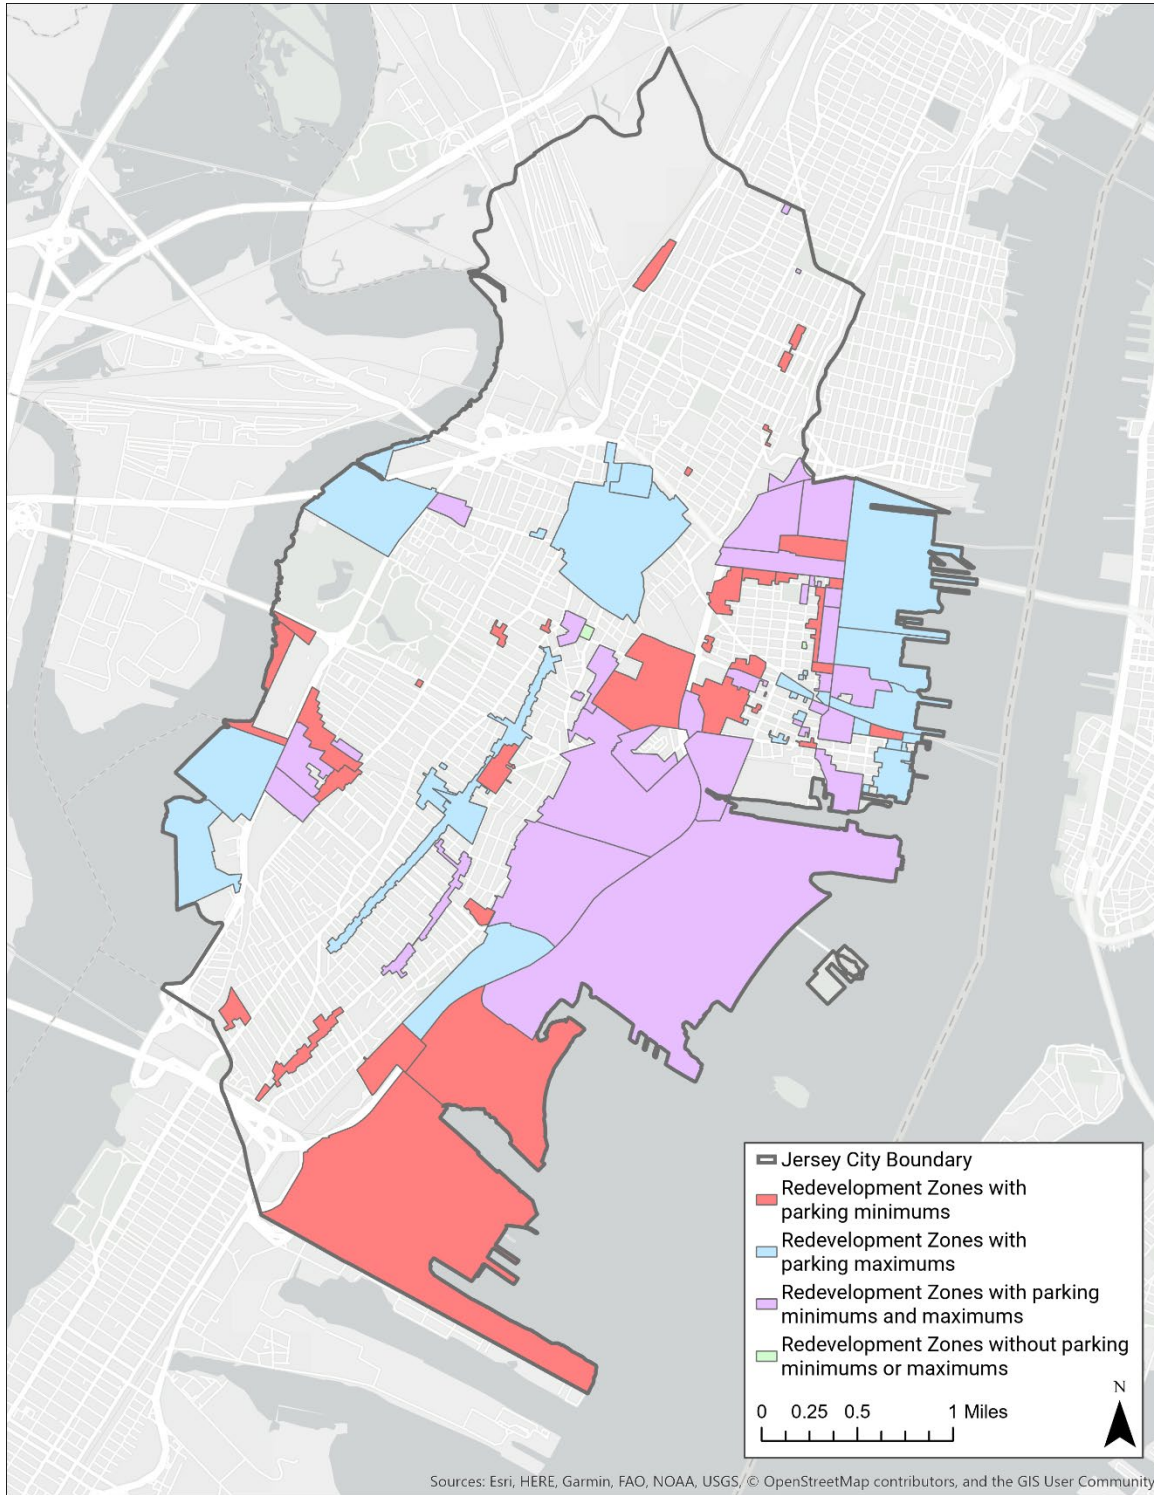 Jersey City Boundary
Redevelopment Zones with
parking minimums
Redevelopment Zones with
parking maximums
Redevelopment Zones with parking
minimums and maximums
Redevelopment Zones without parking
minimums or maximums
N
0 0.25 0.5 1 Miles
Sources: Esri, HERE, Garmin, FAO, NOAA, USGS, © OpenStreetMap contributors, and the GIS User Community